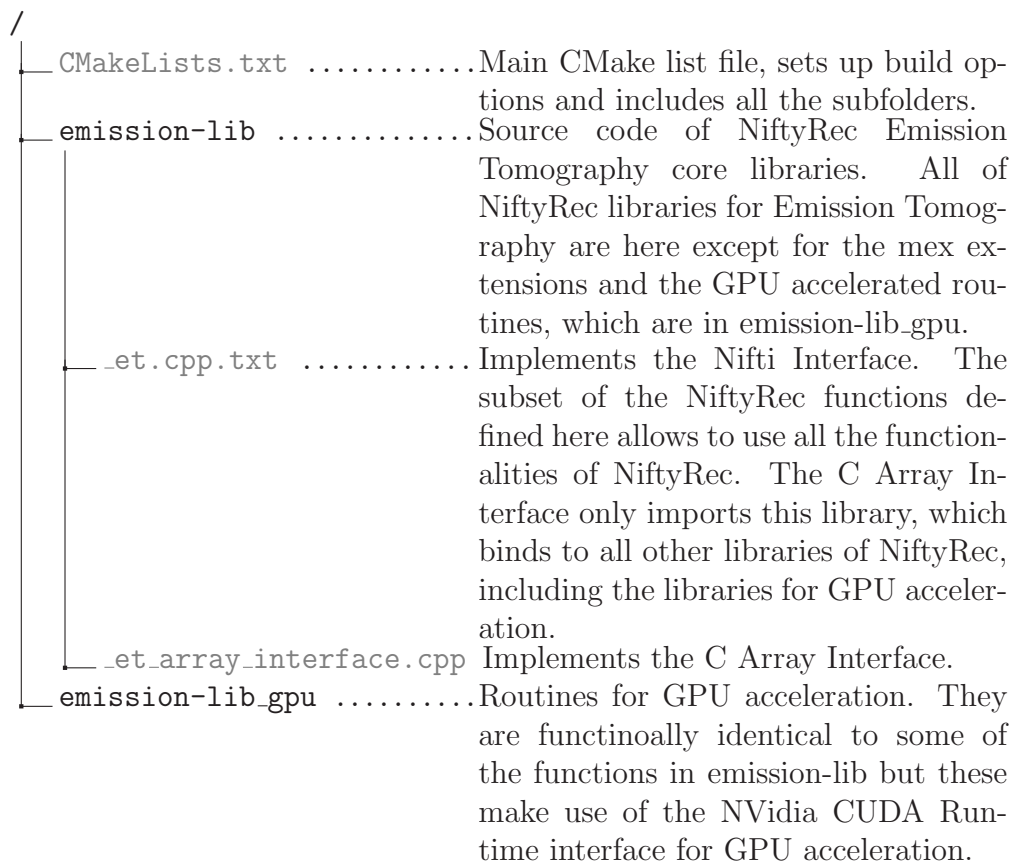 /
CMakeLists.txt ............Main CMake list file, sets up build op-
tions and includes all the subfolders.
emission-lib ..............Source code of NiftyRec Emission
Tomography core libraries. All of
NiftyRec libraries for Emission Tomog-
raphy are here except for the mex ex-
tensions and the GPU accelerated rou-
tines, which are in emission-lib_gpu.
_et.cpp.txt ............Implements the Nifti Interface. The
subset of the NiftyRec functions de-
fined here allows to use all the function-
alities of NiftyRec. The C Array In-
terface only imports this library, which
binds to all other libraries of NiftyRec,
including the libraries for GPU acceler-
ation.
_et_array_interface.cpp Implements the C Array Interface.
emission-lib_gpu ..........Routines for GPU acceleration. They
are functinoally identical to some of
the functions in emission-lib but these
make use of the NVidia CUDA Run-
time interface for GPU acceleration.